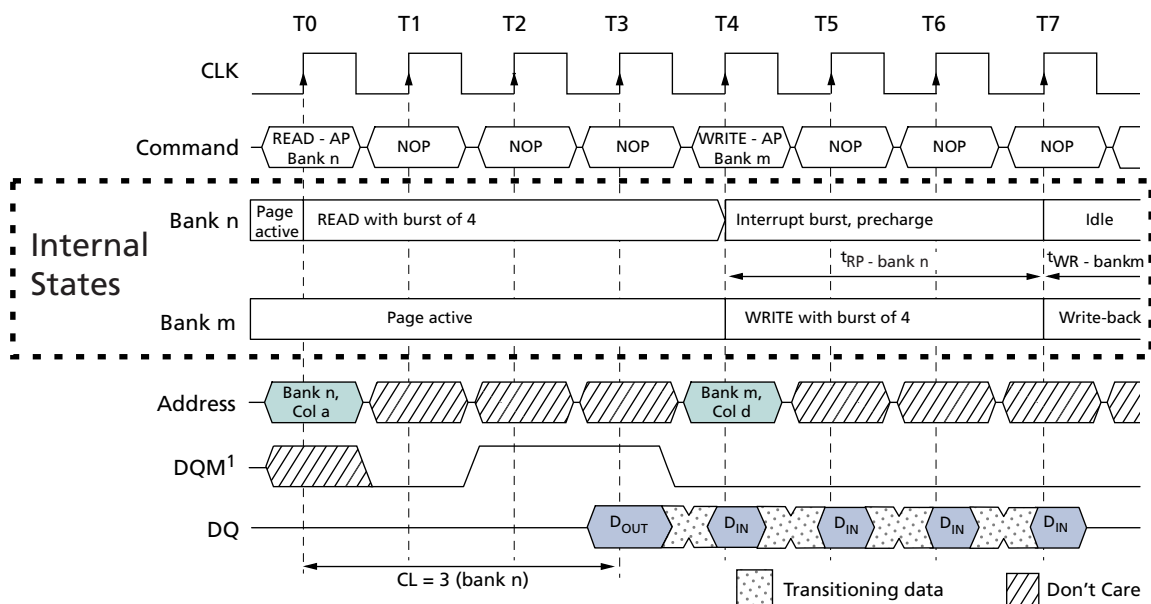 T0 T1 T2 T3 T4 T5 T6 T7
CLK
Command
READ - AP
Bank n
NOP
NOP
NOP
WRITE - AP
Bank m
NOP
NOP
NOP
Internal
States
Bank n
Page
active
READ with burst of 4
Interrupt burst, precharge
Idle
tRP - bank n
tWR - bankm
Bank m
Page active
WRITE with burst of 4
Write-back
Address
Bank n,
Col a
Bank m,
Col d
DQM1
DQ
DOUT
DIN
DIN
DIN
DIN
CL = 3 (bank n)
Transitioning data
Don't Care